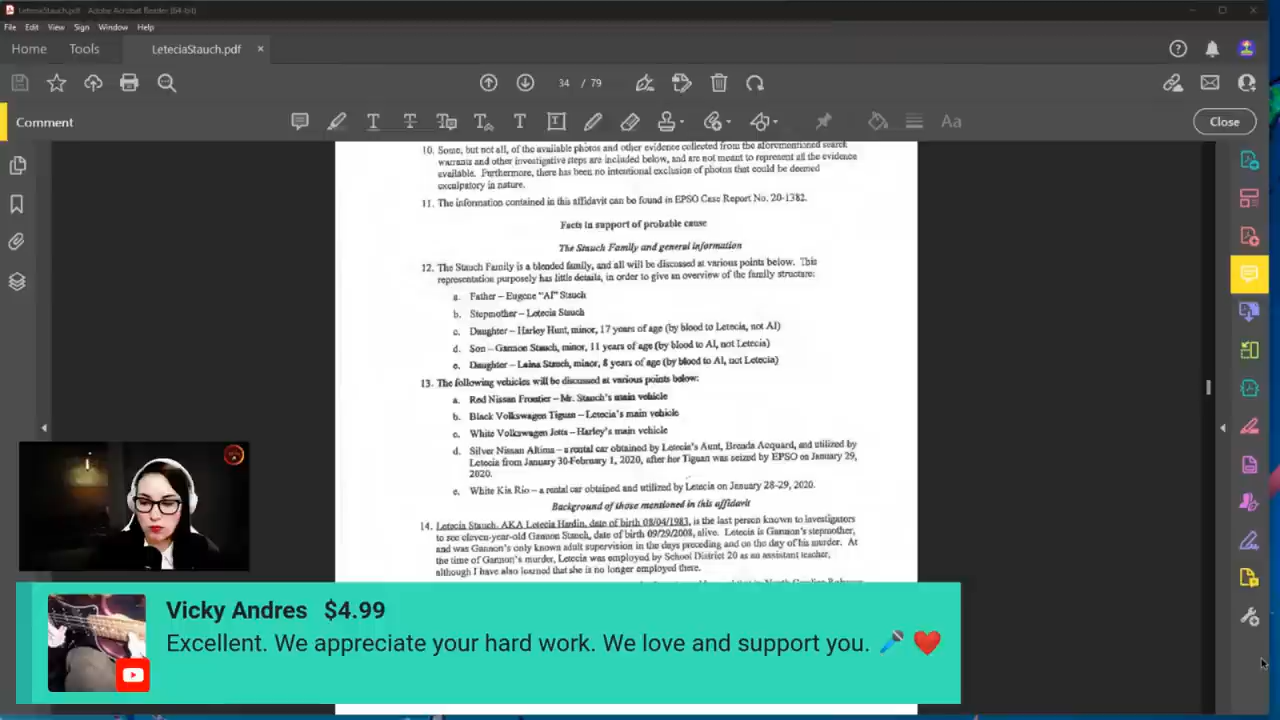 LeteciaStauch.pdf - Adobe Acrobat Reader (64-bit)
File Edit View Sign Window Help
Home Tools LeteciaStauch.pdf ×
34 / 79
Comment
Close
10. Some, but not all, of the available photos and other evidence collected from the aforementioned search
warrants and other investigative steps are included below, and are not meant to represent all the evidence
available. Furthermore, there has been no intentional exclusion of photos that could be deemed
exculpatory in nature.
11. The information contained in this affidavit can be found in EPSO Case Report No. 20-1382.
Facts in support of probable cause
The Stauch Family and general information
12. The Stauch Family is a blended family, and all will be discussed at various points below. This
representation purposely has little details, in order to give an overview of the family structure:
a. Father – Eugene "Al" Stauch
b. Stepmother – Letecia Stauch
c. Daughter – Harley Hunt, minor, 17 years of age (by blood to Letecia, not Al)
d. Son – Gannon Stauch, minor, 11 years of age (by blood to Al, not Letecia)
e. Daughter – Laina Stauch, minor, 8 years of age (by blood to Al, not Letecia)
13. The following vehicles will be discussed at various points below:
a. Red Nissan Frontier – Mr. Stauch's main vehicle
b. Black Volkswagen Tiguan – Letecia's main vehicle
c. White Volkswagen Jetta – Harley's main vehicle
d. Silver Nissan Altima – a rental car obtained by Letecia's Aunt, Brenda Acquard, and utilized by
Letecia from January 30-February 1, 2020, after her Tiguan was seized by EPSO on January 29,
2020.
e. White Kia Rio – a rental car obtained and utilized by Letecia on January 28-29, 2020.
Background of those mentioned in this affidavit
14. Letecia Stauch, AKA Letecia Hardin, date of birth 08/04/1983, is the last person known to investigators
to see eleven-year-old Gannon Stauch, date of birth 09/29/2008, alive. Letecia is Gannon's stepmother,
and was Gannon's only known adult supervision in the days preceding and on the day of his murder. At
the time of Gannon's murder, Letecia was employed by School District 20 as an assistant teacher,
although I have also learned that she is no longer employed there.
Vicky Andres $4.99
Excellent. We appreciate your hard work. We love and support you. 🎤 ❤️